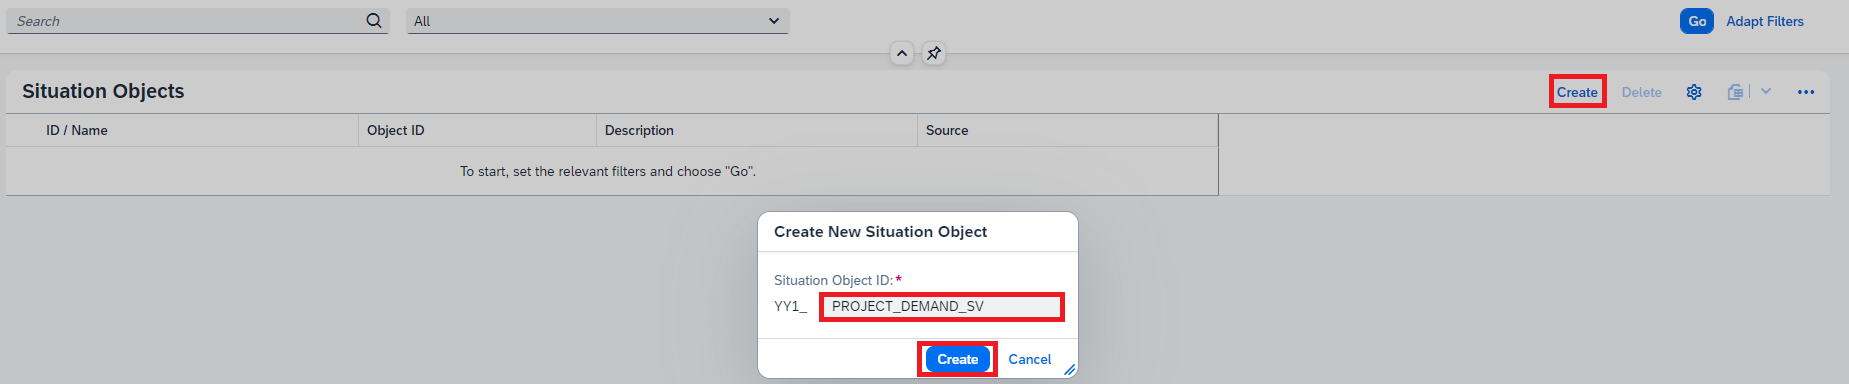 Search All Go Adapt Filters
Situation Objects Create Delete
ID / Name Object ID Description Source
To start, set the relevant filters and choose "Go".
Create New Situation Object
Situation Object ID: *
YY1_ PROJECT_DEMAND_SV
Create Cancel